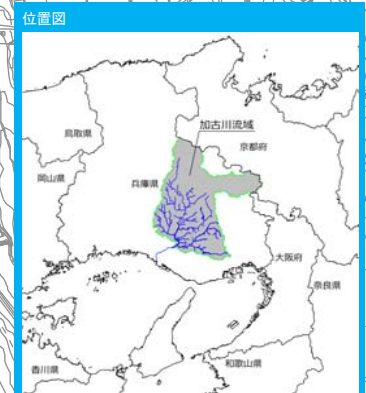 位置図
加古川流域
鳥取県
京都府
岡山県
兵庫県
大阪府
奈良県
香川県
和歌山県